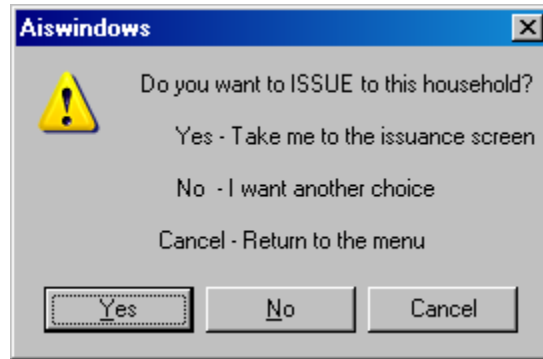 Aiswindows
Do you want to ISSUE to this household?
Yes - Take me to the issuance screen
No - I want another choice
Cancel - Return to the menu
Yes No Cancel